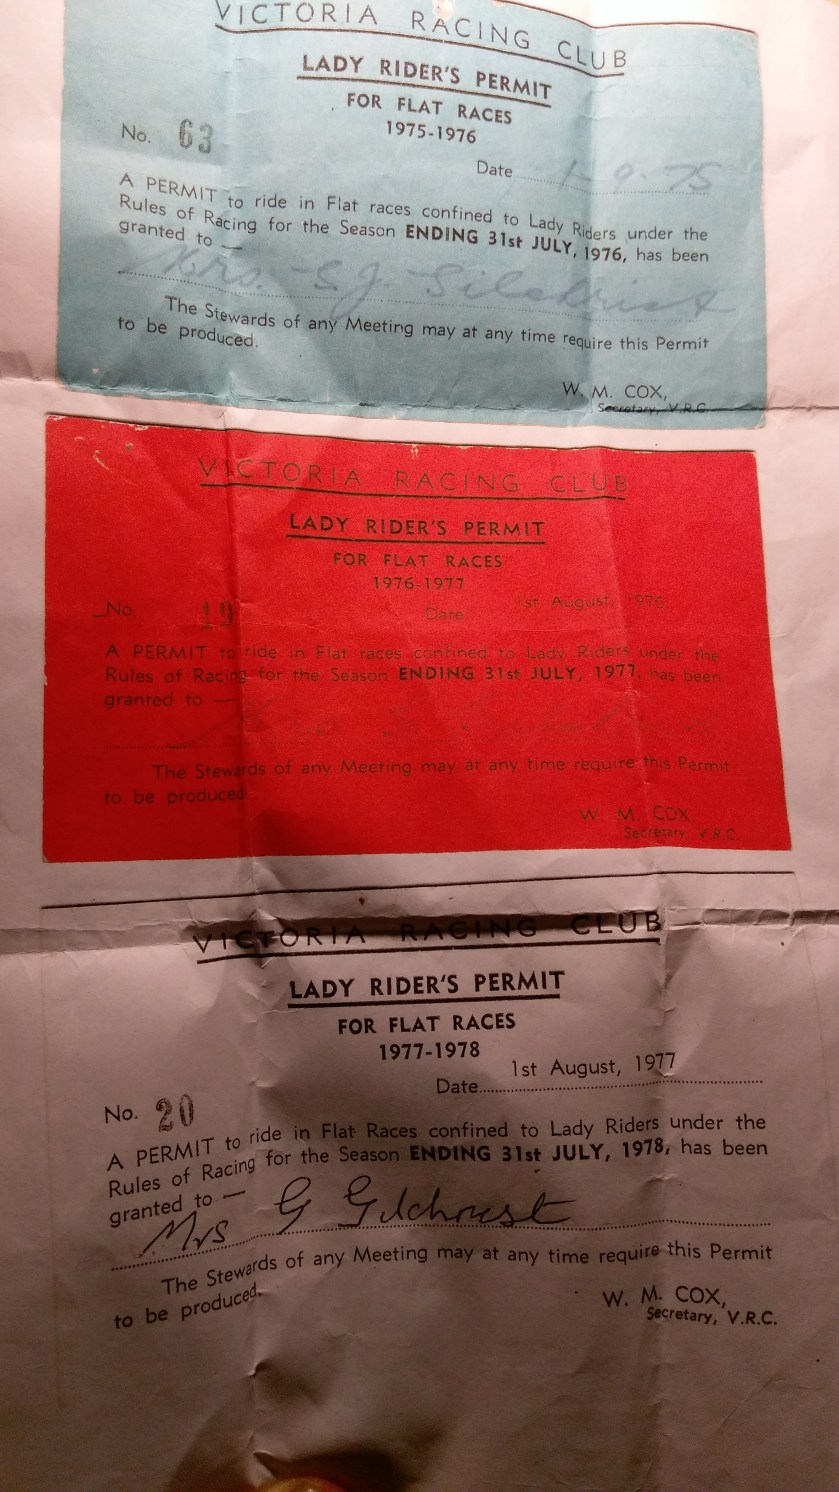 VICTORIA RACING CLUB
LADY RIDER'S PERMIT
FOR FLAT RACES
1975-1976
No. 63
Date 1-9-75
A PERMIT to ride in Flat races confined to Lady Riders under the
Rules of Racing for the Season ENDING 31st JULY, 1976, has been
granted to —
Mrs. G. Gilchrist
The Stewards of any Meeting may at any time require this Permit
to be produced.
W. M. COX,
Secretary, V.R.C.
VICTORIA RACING CLUB
LADY RIDER'S PERMIT
FOR FLAT RACES
1976-1977
No. 19
Date 1st August, 1976
A PERMIT to ride in Flat races confined to Lady Riders under the
Rules of Racing for the Season ENDING 31st JULY, 1977, has been
granted to —
The Stewards of any Meeting may at any time require this Permit
to be produced
W. M. COX
Secretary V.R.C.
VICTORIA RACING CLUB
LADY RIDER'S PERMIT
FOR FLAT RACES
1977-1978
1st August, 1977
Date
No. 20
A PERMIT to ride in Flat Races confined to Lady Riders under the
Rules of Racing for the Season ENDING 31st JULY, 1978, has been
granted to —
Mrs G Gilchrist
The Stewards of any Meeting may at any time require this Permit
to be produced.
W. M. COX,
Secretary, V.R.C.